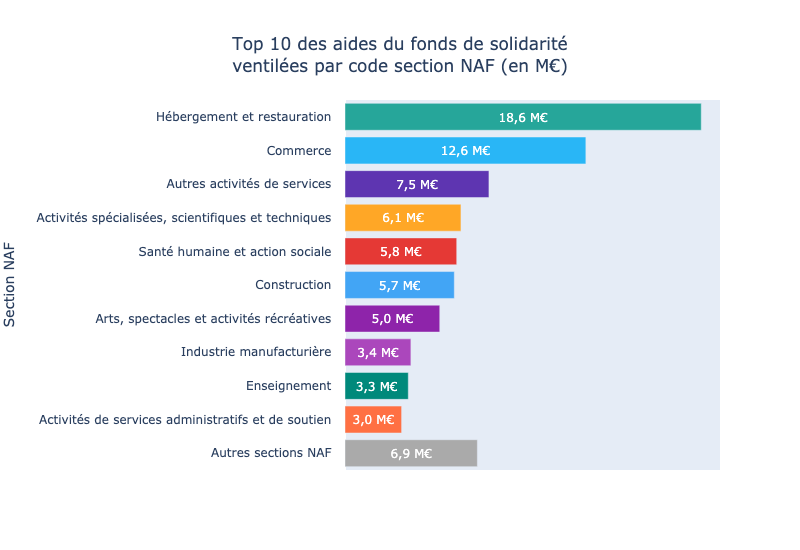 Top 10 des aides du fonds de solidarité
ventilées par code section NAF (en M€)
Section NAF
Hébergement et restauration 18,6 M€
Commerce 12,6 M€
Autres activités de services 7,5 M€
Activités spécialisées, scientifiques et techniques 6,1 M€
Santé humaine et action sociale 5,8 M€
Construction 5,7 M€
Arts, spectacles et activités récréatives 5,0 M€
Industrie manufacturière 3,4 M€
Enseignement 3,3 M€
Activités de services administratifs et de soutien 3,0 M€
Autres sections NAF 6,9 M€